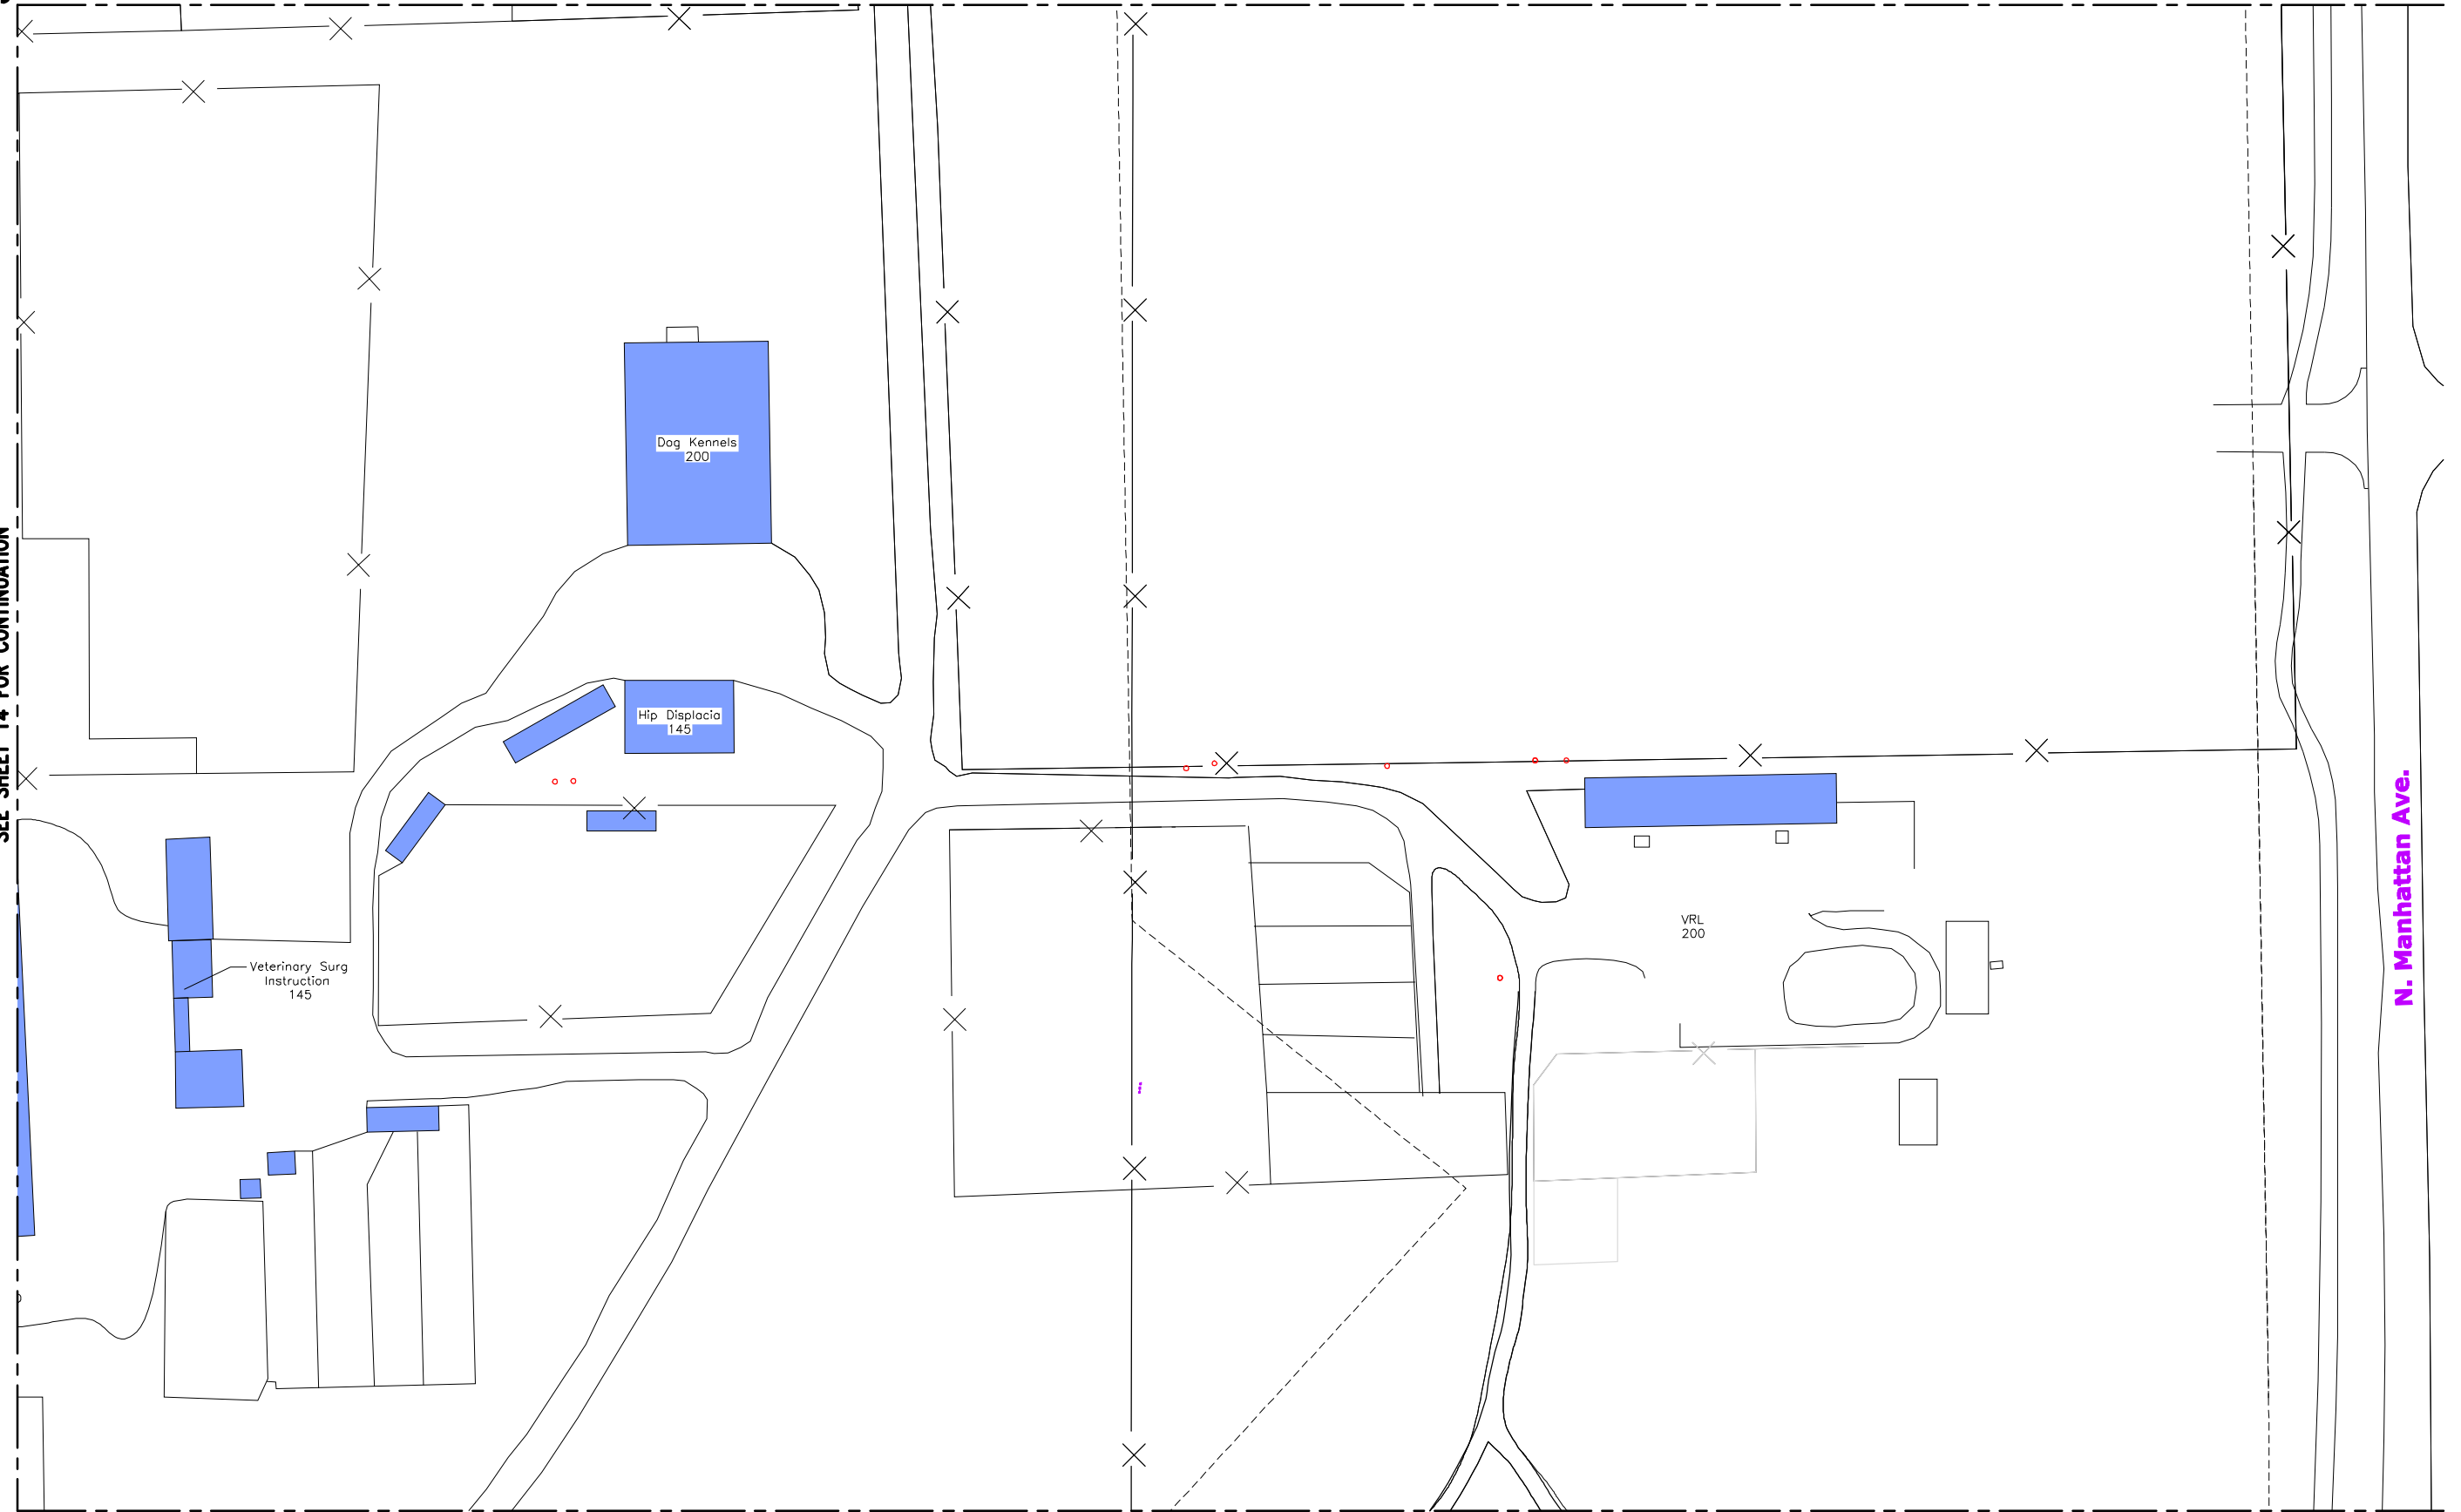 Dog Kennels
200
Hip Displacia
145
SEE SHEET 14 FOR CONTINUATION
VRL
200
Veterinary Surg
Instruction
145
N. Manhattan Ave.